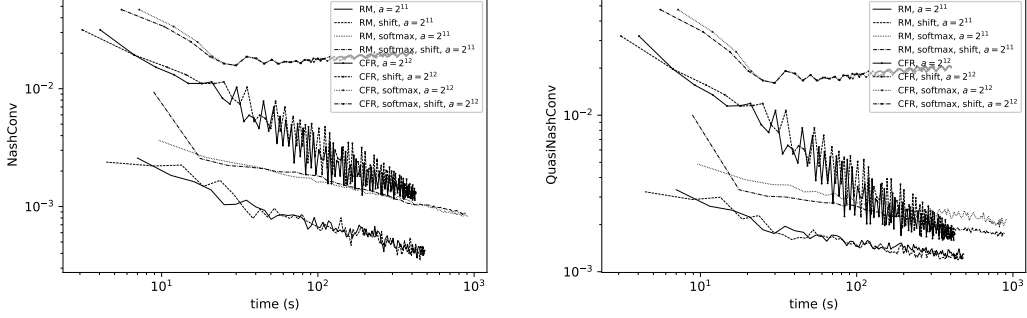 RM, a = 2^11
RM, shift, a = 2^11
RM, softmax, a = 2^11
RM, softmax, shift, a = 2^11
CFR, a = 2^12
CFR, shift, a = 2^12
CFR, softmax, a = 2^12
CFR, softmax, shift, a = 2^12
10^−2
10^−3
NashConv
10^1
10^2
10^3
time (s)
RM, a = 2^11
RM, shift, a = 2^11
RM, softmax, a = 2^11
RM, softmax, shift, a = 2^11
CFR, a = 2^12
CFR, shift, a = 2^12
CFR, softmax, a = 2^12
CFR, softmax, shift, a = 2^12
10^−2
10^−3
QuasiNashConv
10^1
10^2
10^3
time (s)